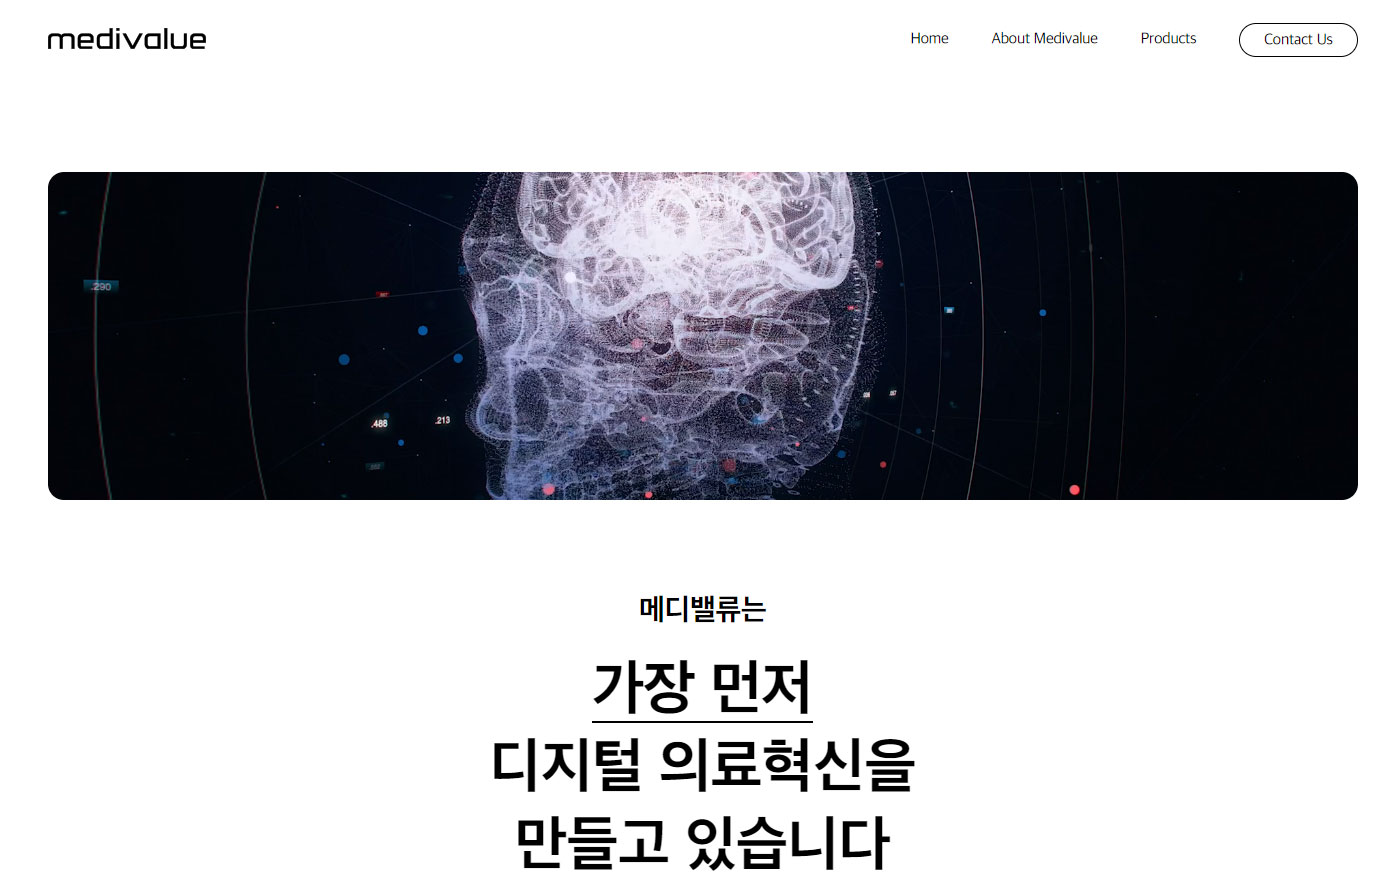 medivalue
Home
About Medivalue
Products
Contact Us
.290
.488
.213
메디밸류는
가장 먼저
디지털 의료혁신을
만들고 있습니다